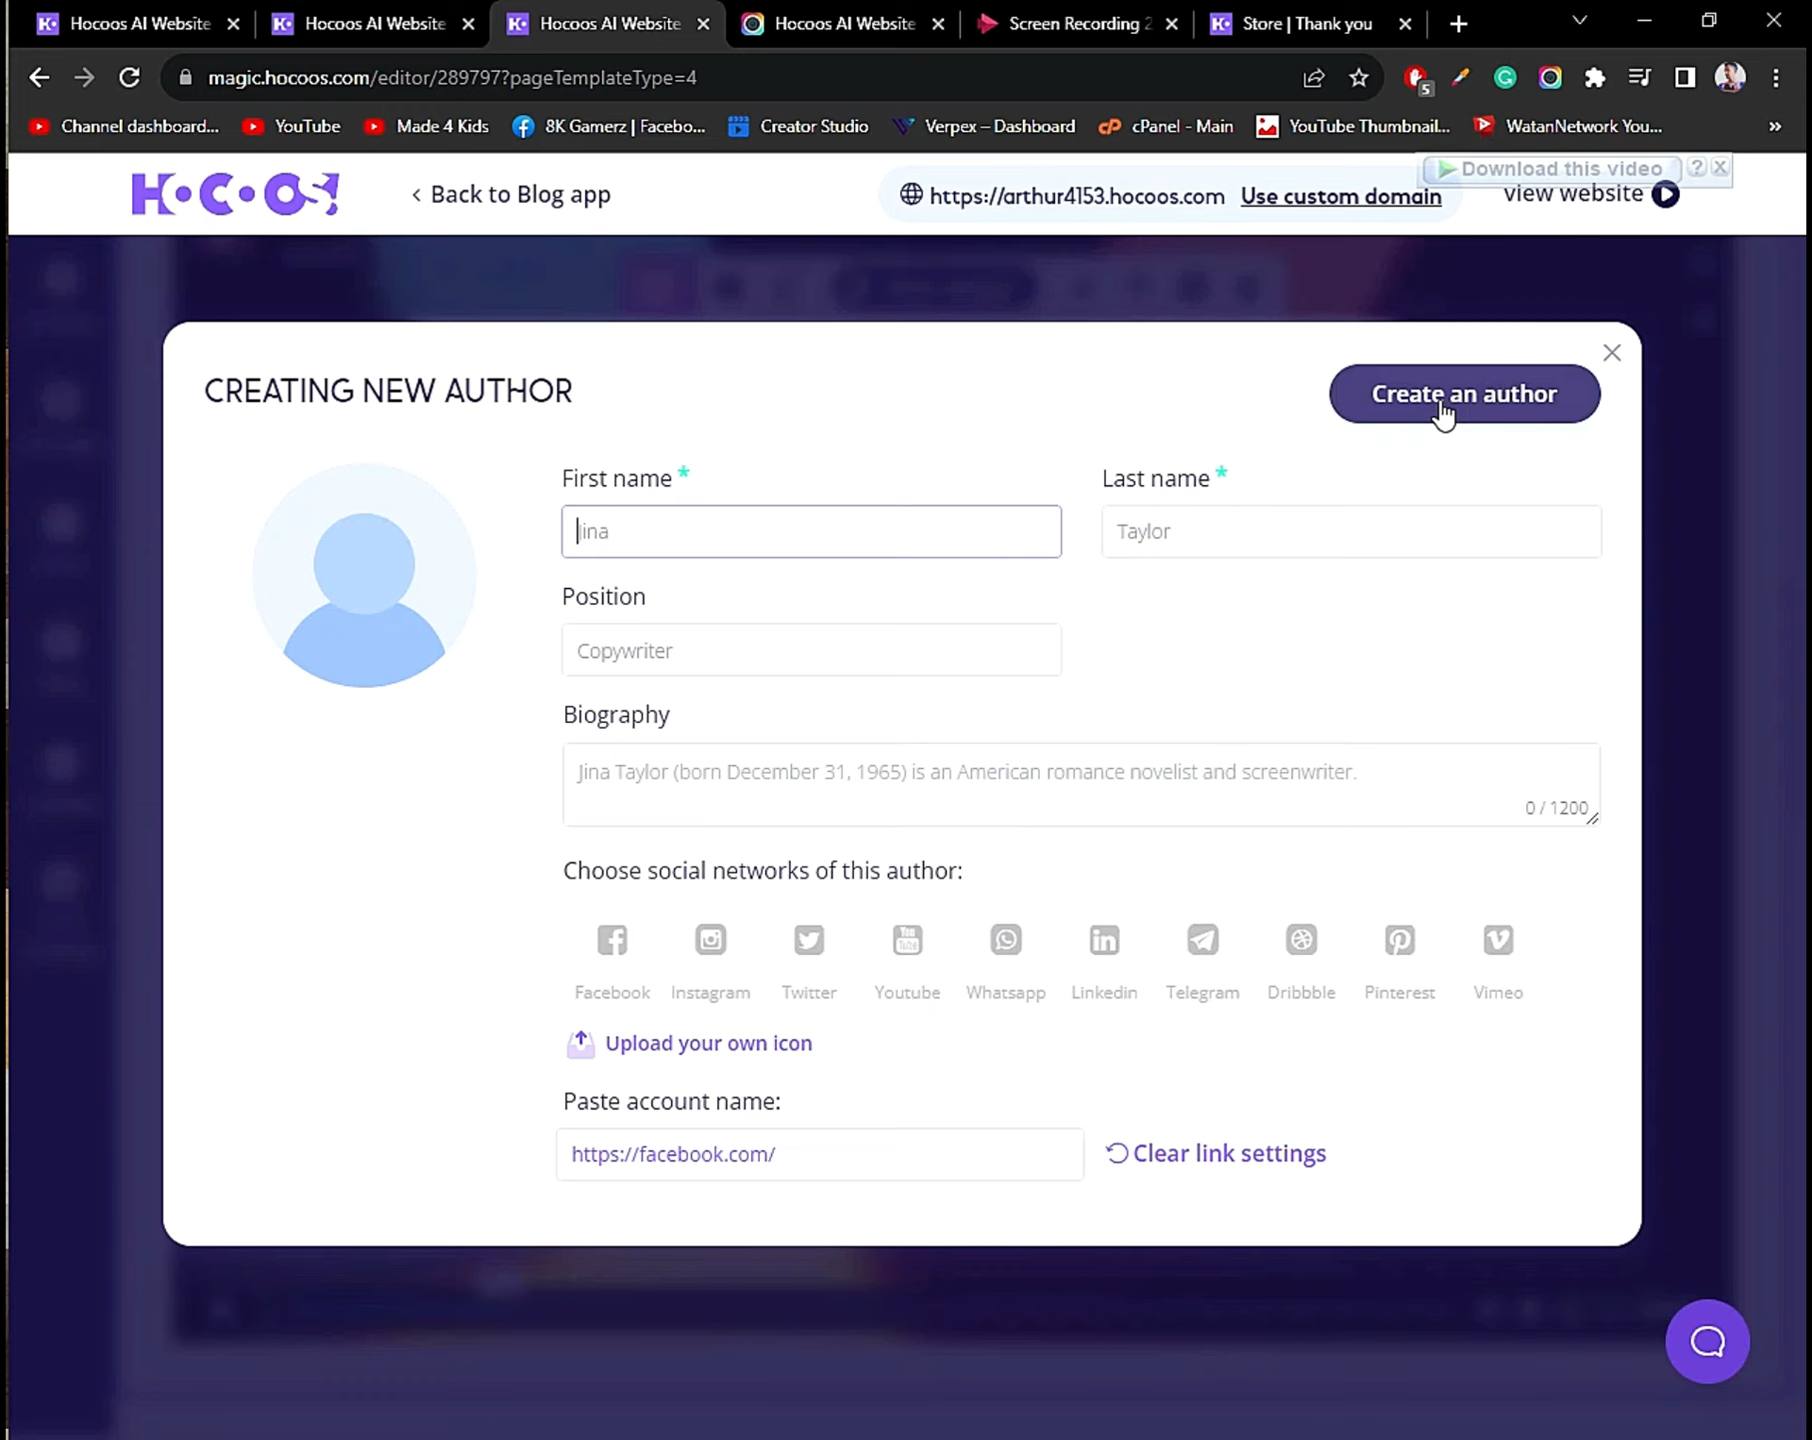 Hocoos AI Website
Hocoos AI Website
Hocoos AI Website
Hocoos AI Website
Screen Recording 2
Store | Thank you
magic.hocoos.com/editor/289797?pageTemplateType=4
5
Channel dashboard...
YouTube
Made 4 Kids
8K Gamerz | Facebo...
Creator Studio
Verpex – Dashboard
cPanel - Main
YouTube Thumbnail...
WatanNetwork You...
»
HOCOOS
< Back to Blog app
https://arthur4153.hocoos.com Use custom domain
Download this video ? X
view website
CREATING NEW AUTHOR
Create an author
First name *
Last name *
Jina
Taylor
Position
Copywriter
Biography
Jina Taylor (born December 31, 1965) is an American romance novelist and screenwriter.
0 / 1200
Choose social networks of this author:
Facebook Instagram Twitter Youtube Whatsapp Linkedin Telegram Dribbble Pinterest Vimeo
Upload your own icon
Paste account name:
https://facebook.com/
Clear link settings